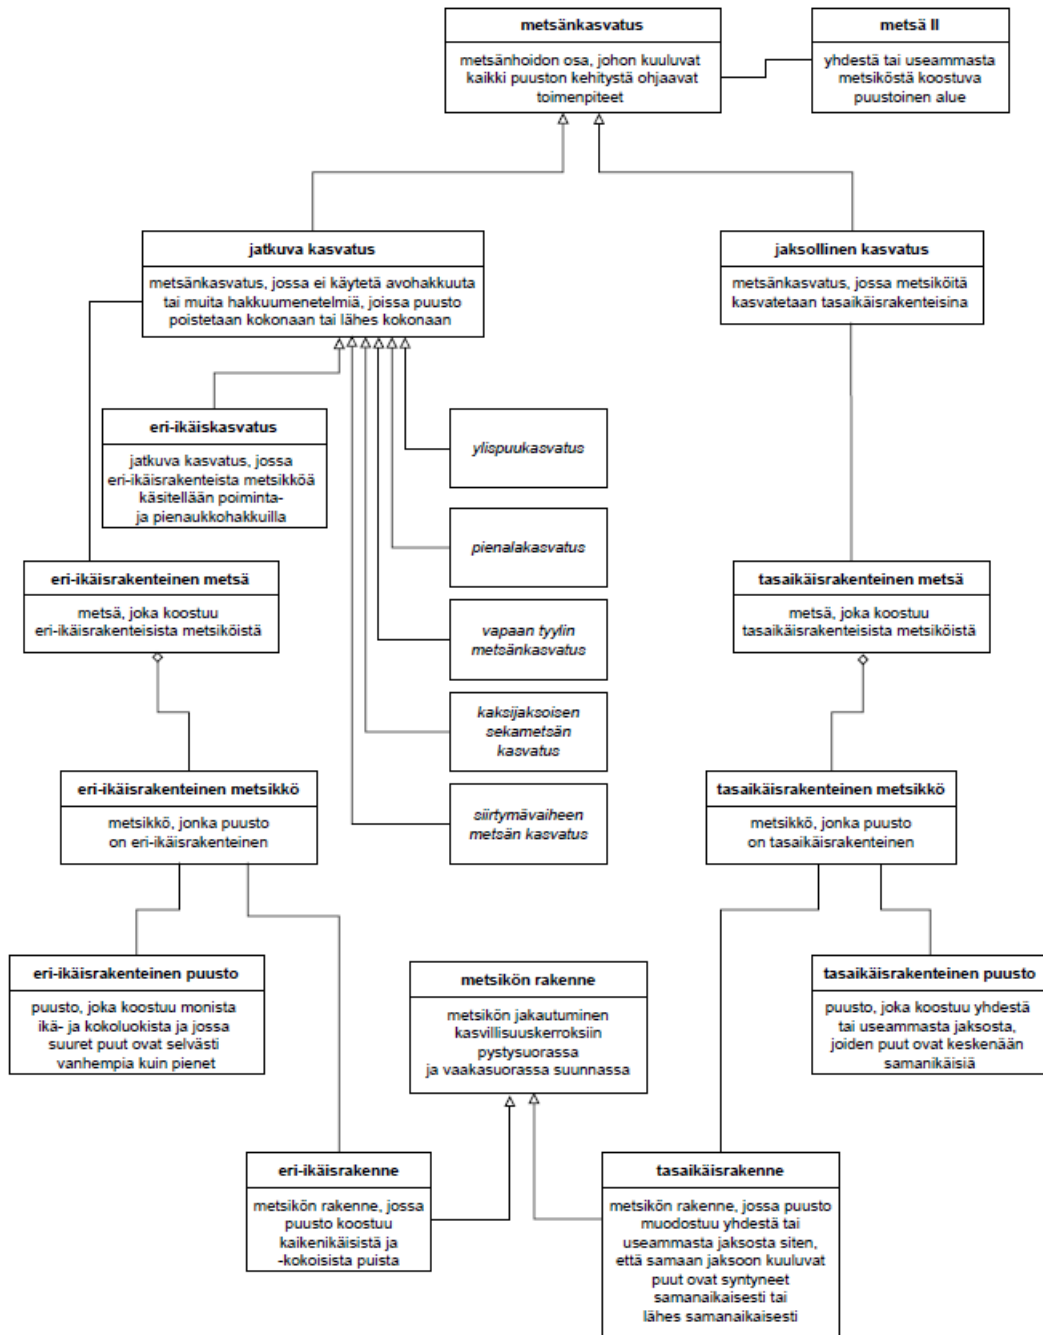 metsänkasvatus
metsänhoidon osa, johon kuuluvat
kaikki puuston kehitystä ohjaavat
toimenpiteet
metsä II
yhdestä tai useammasta
metsiköstä koostuva
puustoinen alue
jatkuva kasvatus
metsänkasvatus, jossa ei käytetä avohakkuuta
tai muita hakkuumenetelmiä, joissa puusto
poistetaan kokonaan tai lähes kokonaan
jaksollinen kasvatus
metsänkasvatus, jossa metsiköitä
kasvatetaan tasaikäisrakenteisina
eri-ikäiskasvatus
jatkuva kasvatus, jossa
eri-ikäisrakenteista metsikköä
käsitellään poiminta-
ja pienaukkohakkuilla
ylispuukasvatus
pienalakasvatus
vapaan tyylin
metsänkasvatus
kaksijaksoisen
sekametsän
kasvatus
siirtymävaiheen
metsän kasvatus
eri-ikäisrakenteinen metsä
metsä, joka koostuu
eri-ikäisrakenteisista metsiköistä
tasaikäisrakenteinen metsä
metsä, joka koostuu
tasaikäisrakenteisista metsiköistä
eri-ikäisrakenteinen metsikkö
metsikkö, jonka puusto
on eri-ikäisrakenteinen
tasaikäisrakenteinen metsikkö
metsikkö, jonka puusto
on tasaikäisrakenteinen
eri-ikäisrakenteinen puusto
puusto, joka koostuu monista
ikä- ja kokoluokista ja jossa
suuret puut ovat selvästi
vanhempia kuin pienet
metsikön rakenne
metsikön jakautuminen
kasvillisuuskerroksiin
pystysuorassa
ja vaakasuorassa suunnassa
tasaikäisrakenteinen puusto
puusto, joka koostuu yhdestä
tai useammasta jaksosta,
joiden puut ovat keskenään
samanikäisiä
eri-ikäisrakenne
metsikön rakenne, jossa
puusto koostuu
kaikenikäisistä ja
-kokoisista puista
tasaikäisrakenne
metsikön rakenne, jossa puusto
muodostuu yhdestä tai
useammasta jaksosta siten,
että samaan jaksoon kuuluvat
puut ovat syntyneet
samanaikaisesti tai
lähes samanaikaisesti